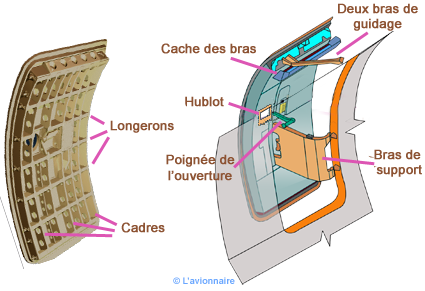 Deux bras de
guidage
Cache des bras
Hublot
Longerons
Poignée de
l'ouverture
Bras de
support
Cadres
© L'avionnaire